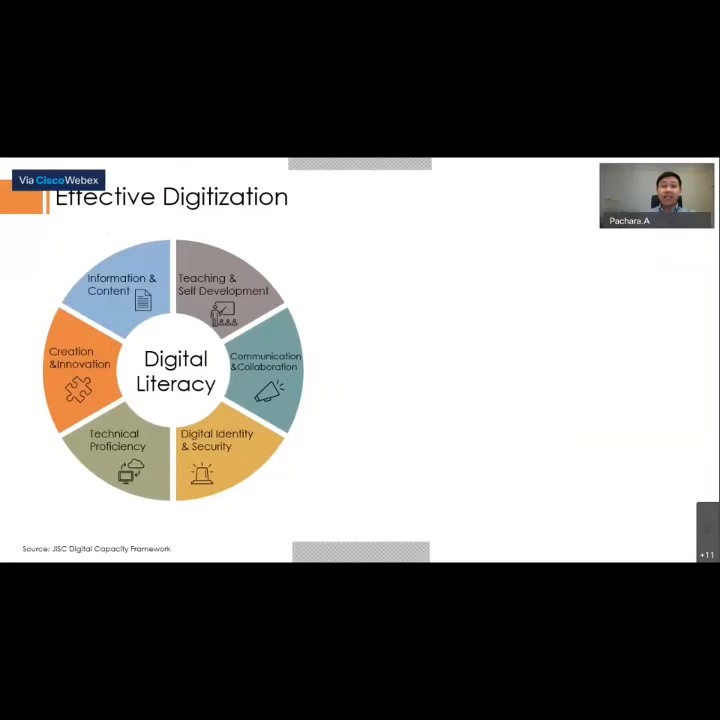 Via CiscoWebex
Effective Digitization
Pachara.A
Information &
Content
Teaching &
Self Development
Creation
&Innovation
Digital
Literacy
Communication
&Collaboration
Technical
Proficiency
Digital Identity
& Security
Source: JISC Digital Capacity Framework
+11